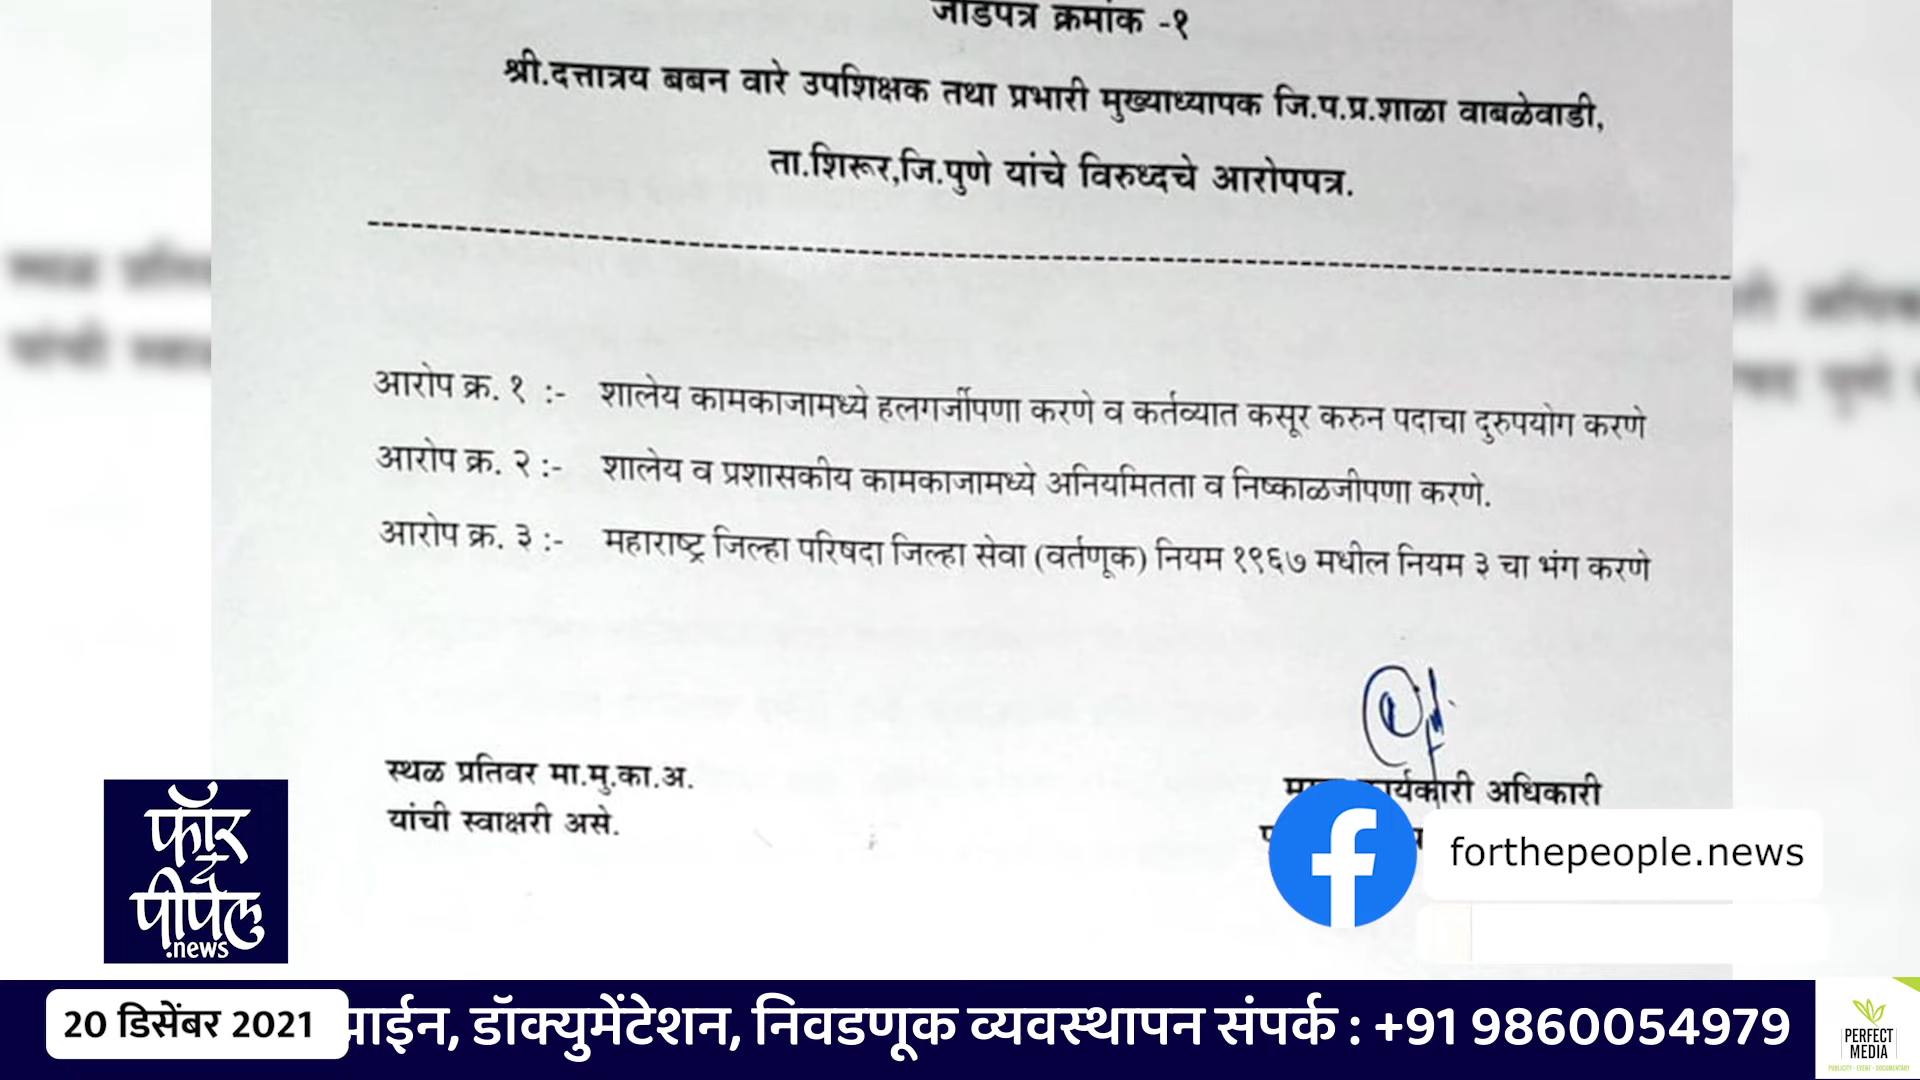 जोडपत्र क्रमांक -१
श्री.दत्तात्रय बबन वारे उपशिक्षक तथा प्रभारी मुख्याध्यापक जि.प.प्र.शाळा वाबळेवाडी,
ता.शिरूर,जि.पुणे यांचे विरुध्दचे आरोपपत्र.
आरोप क्र. १ :- शालेय कामकाजामध्ये हलगर्जीपणा करणे व कर्तव्यात कसूर करुन पदाचा दुरुपयोग करणे
आरोप क्र. २ :- शालेय व प्रशासकीय कामकाजामध्ये अनियमितता व निष्काळजीपणा करणे.
आरोप क्र. ३ :- महाराष्ट्र जिल्हा परिषदा जिल्हा सेवा (वर्तणूक) नियम १९६७ मधील नियम ३ चा भंग करणे
स्थळ प्रतिवर मा.मु.का.अ.
यांची स्वाक्षरी असे.
कार्यकारी अधिकारी
forthepeople.news
फॉर
द
पीपल
.news
20 डिसेंबर 2021
डॉक्युमेंटेशन, निवडणूक व्यवस्थापन संपर्क : +91 9860054979
PERFECT
MEDIA
PUBLICITY - EVENT - DOCUMENTARY